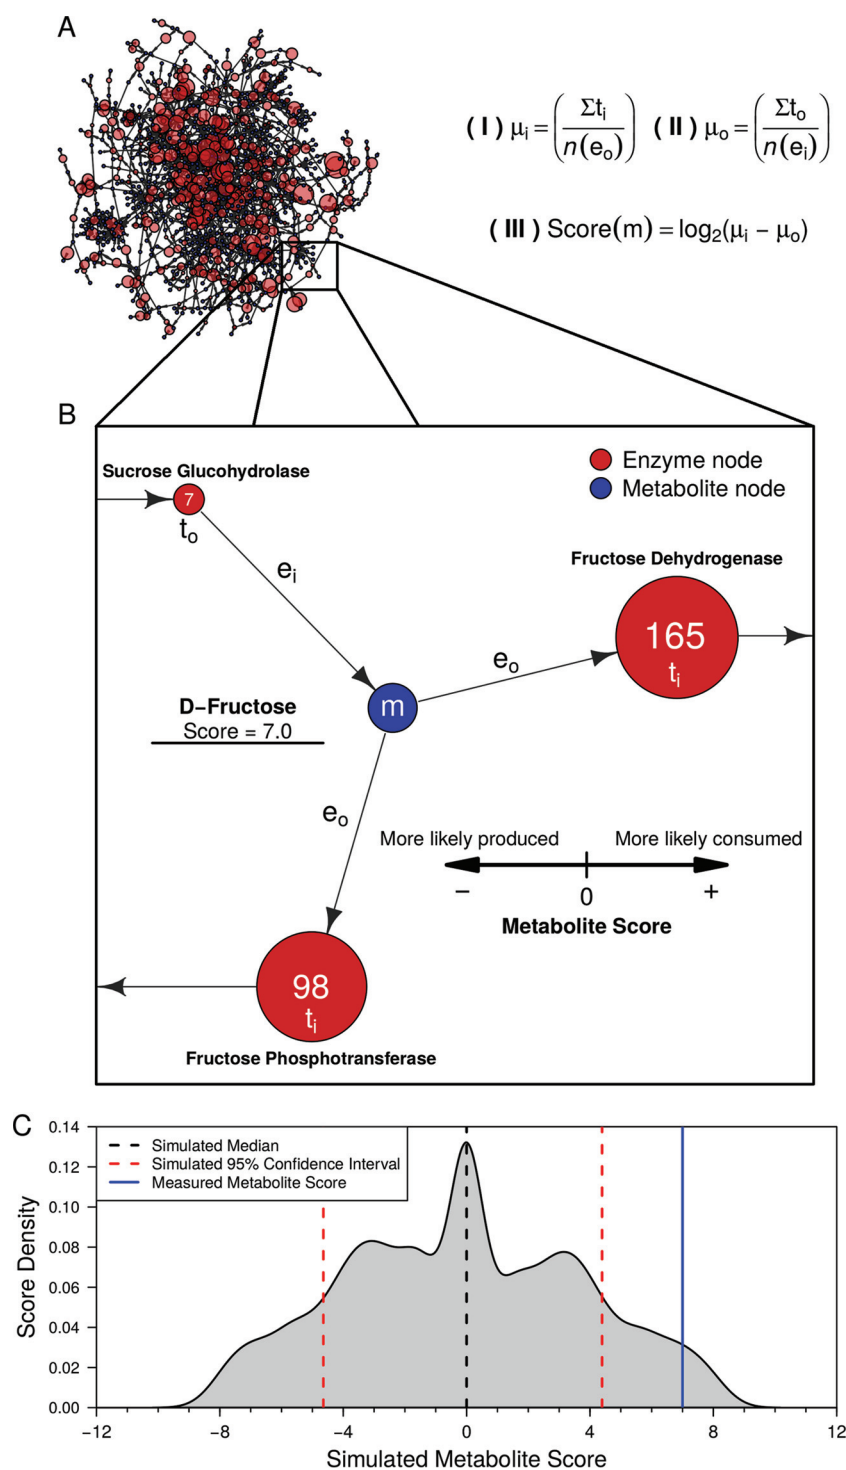 A
( I ) μi = (Σti / n(eo)) ( II ) μo = (Σto / n(ei))
( III ) Score(m) = log2(μi − μo)
B
Sucrose Glucohydrolase
7
to
Enzyme node
Metabolite node
ei
Fructose Dehydrogenase
165
ti
eo
D−Fructose
Score = 7.0
m
eo
More likely produced More likely consumed
− 0 +
Metabolite Score
98
ti
Fructose Phosphotransferase
C
Simulated Median
Simulated 95% Confidence Interval
Measured Metabolite Score
Score Density
0.14
0.12
0.10
0.08
0.06
0.04
0.02
0.00
−12 −8 −4 0 4 8 12
Simulated Metabolite Score